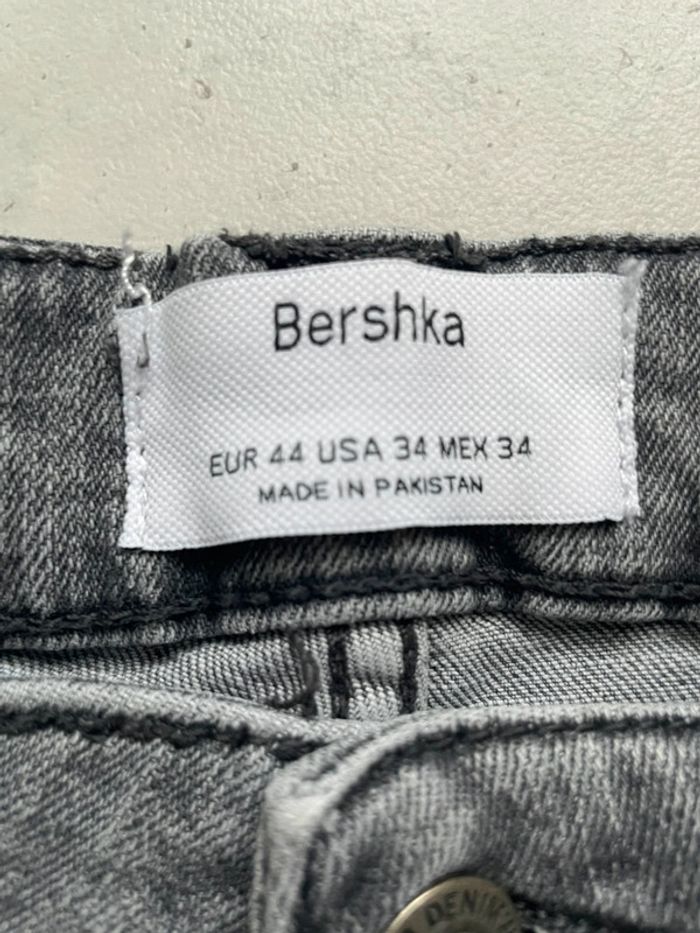 Bershka
EUR 44 USA 34 MEX 34
MADE IN PAKISTAN